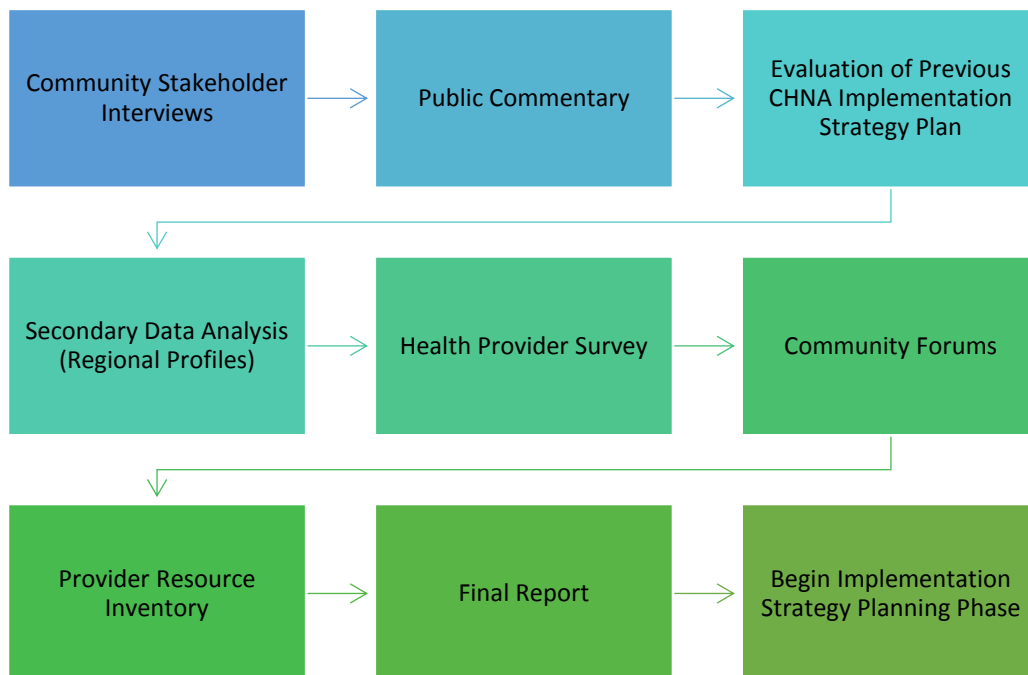 Community Stakeholder
Interviews
Public Commentary
Evaluation of Previous
CHNA Implementation
Strategy Plan
Secondary Data Analysis
(Regional Profiles)
Health Provider Survey
Community Forums
Provider Resource
Inventory
Final Report
Begin Implementation
Strategy Planning Phase